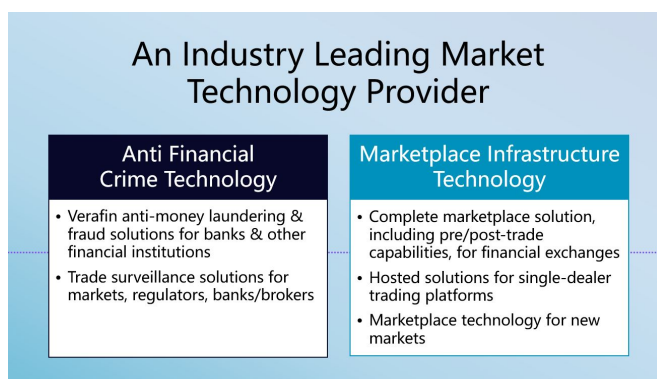 An Industry Leading Market
Technology Provider
Anti Financial
Crime Technology
• Verafin anti-money laundering &
fraud solutions for banks & other
financial institutions
• Trade surveillance solutions for
markets, regulators, banks/brokers
Marketplace Infrastructure
Technology
• Complete marketplace solution,
including pre/post-trade
capabilities, for financial exchanges
• Hosted solutions for single-dealer
trading platforms
• Marketplace technology for new
markets